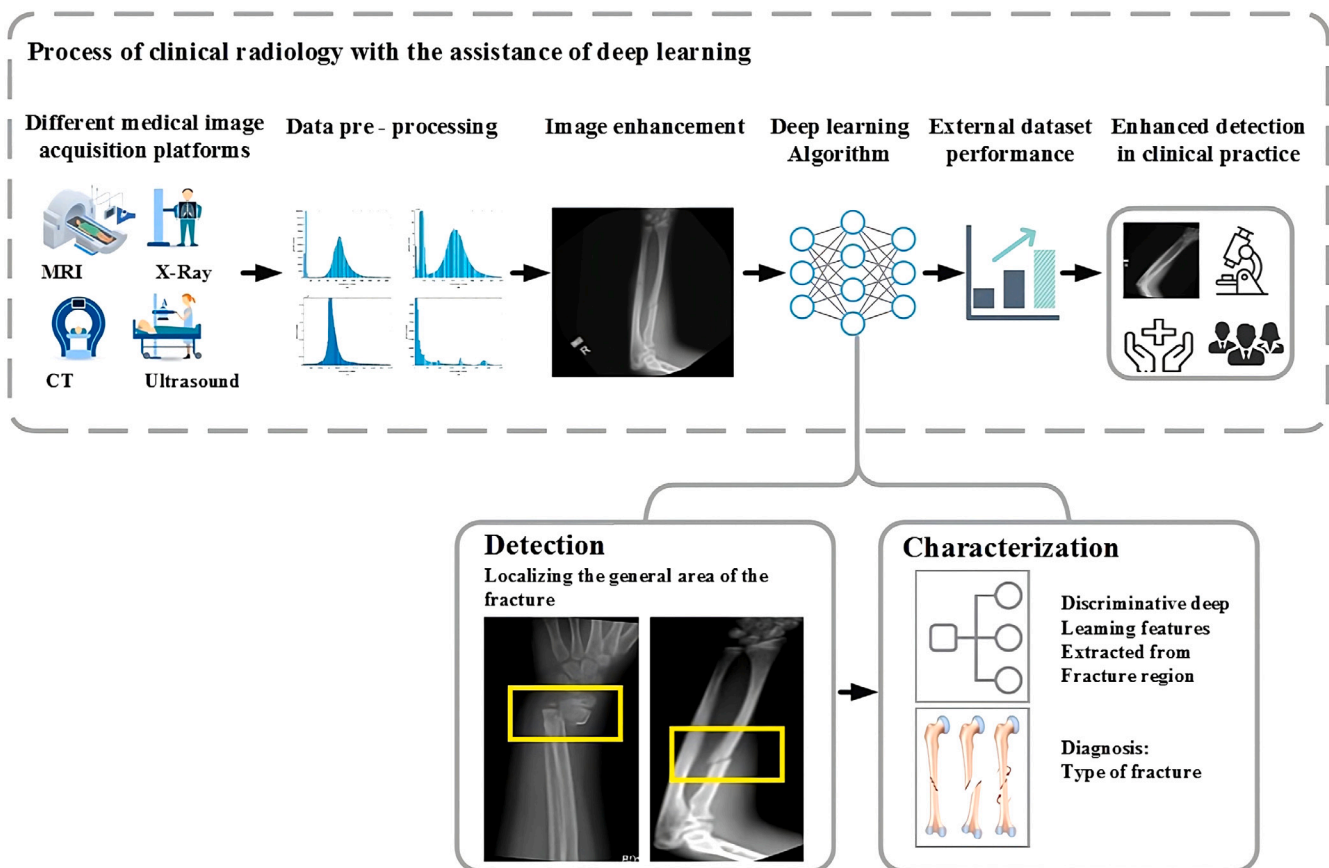 Process of clinical radiology with the assistance of deep learning
Different medical image
acquisition platforms
Data pre - processing
Image enhancement
Deep learning
Algorithm
External dataset
performance
Enhanced detection
in clinical practice
MRI
X-Ray
CT
Ultrasound
R
Detection
Localizing the general area of the
fracture
Characterization
Discriminative deep
Leaming features
Extracted from
Fracture region
Diagnosis:
Type of fracture